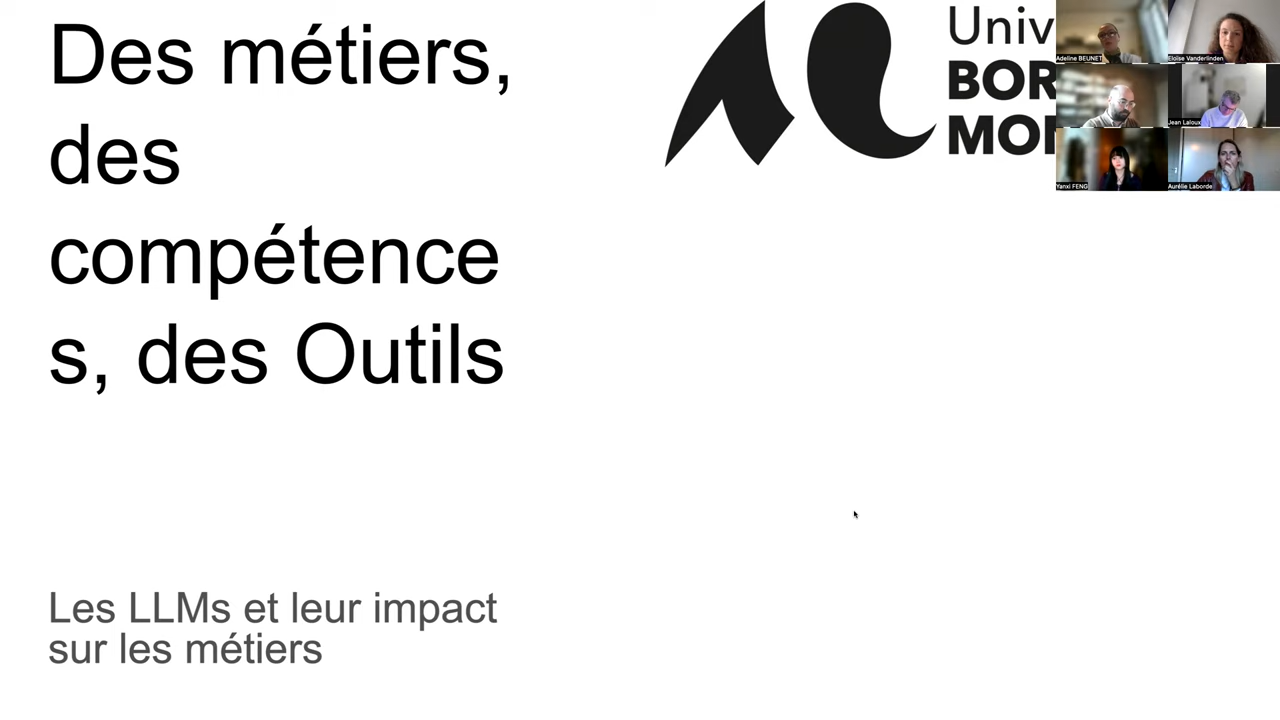 Des métiers,
des
compétence
s, des Outils
Les LLMs et leur impact
sur les métiers
Univ
BOR
MON
Adeline BEUNET
Eloïse Vanderlinden
Jean Laloux
Yanxi FENG
Aurélie Laborde